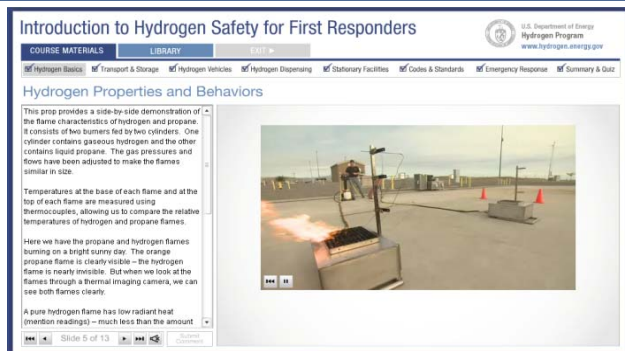 Introduction to Hydrogen Safety for First Responders
U.S. Department of Energy
Hydrogen Program
www.hydrogen.energy.gov
COURSE MATERIALS
LIBRARY
EXIT
Hydrogen Basics
Transport & Storage
Hydrogen Vehicles
Hydrogen Dispensing
Stationary Facilities
Codes & Standards
Emergency Response
Summary & Quiz
Hydrogen Properties and Behaviors
This prop provides a side-by-side demonstration of
the flame characteristics of hydrogen and propane.
It consists of two burners fed by two cylinders. One
cylinder contains gaseous hydrogen and the other
contains liquid propane. The gas pressures and
flows have been adjusted to make the flames
similar in size.
Temperatures at the base of each flame and at the
top of each flame are measured using
thermocouples, allowing us to compare the relative
temperatures of hydrogen and propane flames.
Here we have the propane and hydrogen flames
burning on a bright sunny day. The orange
propane flame is clearly visible – the hydrogen
flame is nearly invisible. But when we look at the
flames through a thermal imaging camera, we can
see both flames clearly.
A pure hydrogen flame has low radiant heat
(mention readings) – much less than the amount
Slide 5 of 13
Submit
Comment